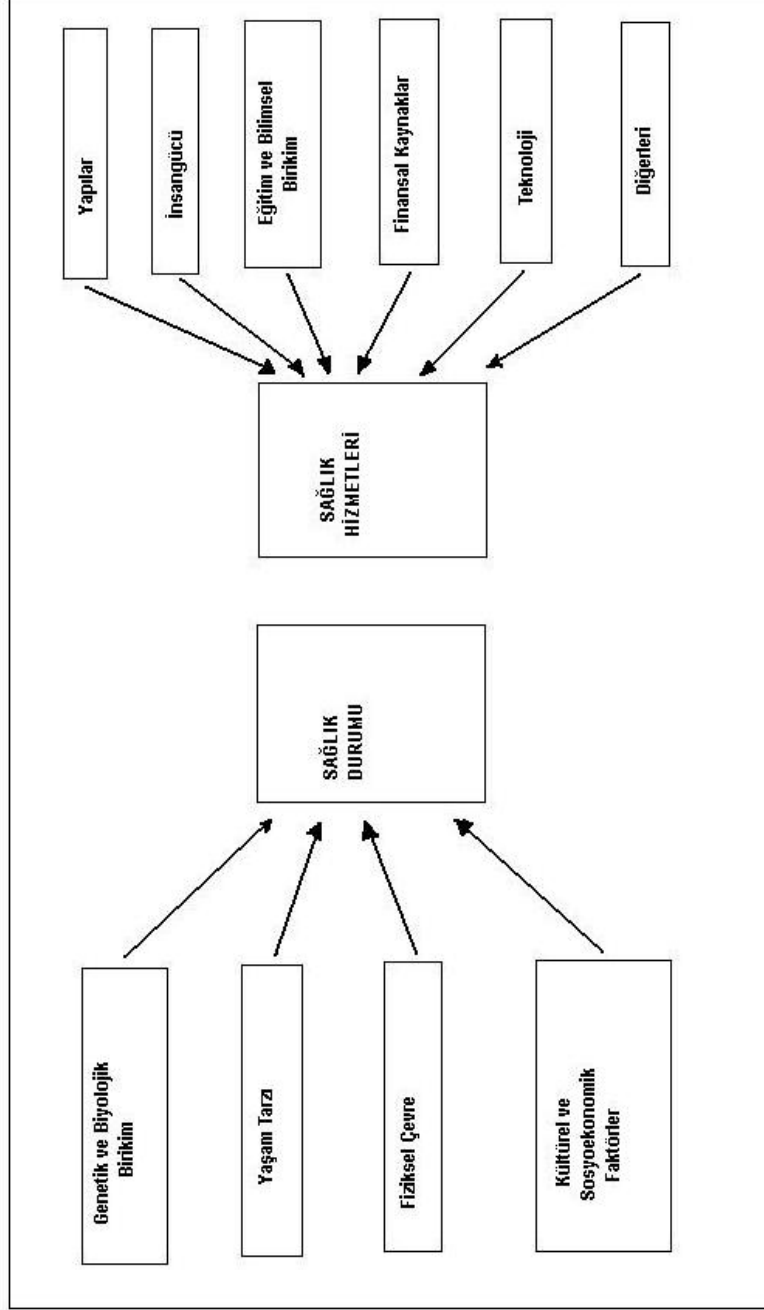 Genetik ve Biyolojik
Birikim
Yaşam Tarzı
Fiziksel Çevre
Kültürel ve
Sosyoekonomik
Faktörler
SAĞLIK
DURUMU
SAĞLIK
HİZMETLERİ
Yapılar
İnsangücü
Eğitim ve Bilimsel
Birikim
Finansal Kaynaklar
Teknoloji
Diğerleri